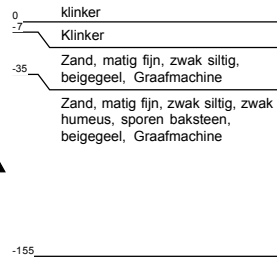 0 klinker
-7 Klinker
Zand, matig fijn, zwak siltig,
-35 beigegeel, Graafmachine
Zand, matig fijn, zwak siltig, zwak
humeus, sporen baksteen,
beigegeel, Graafmachine
-155